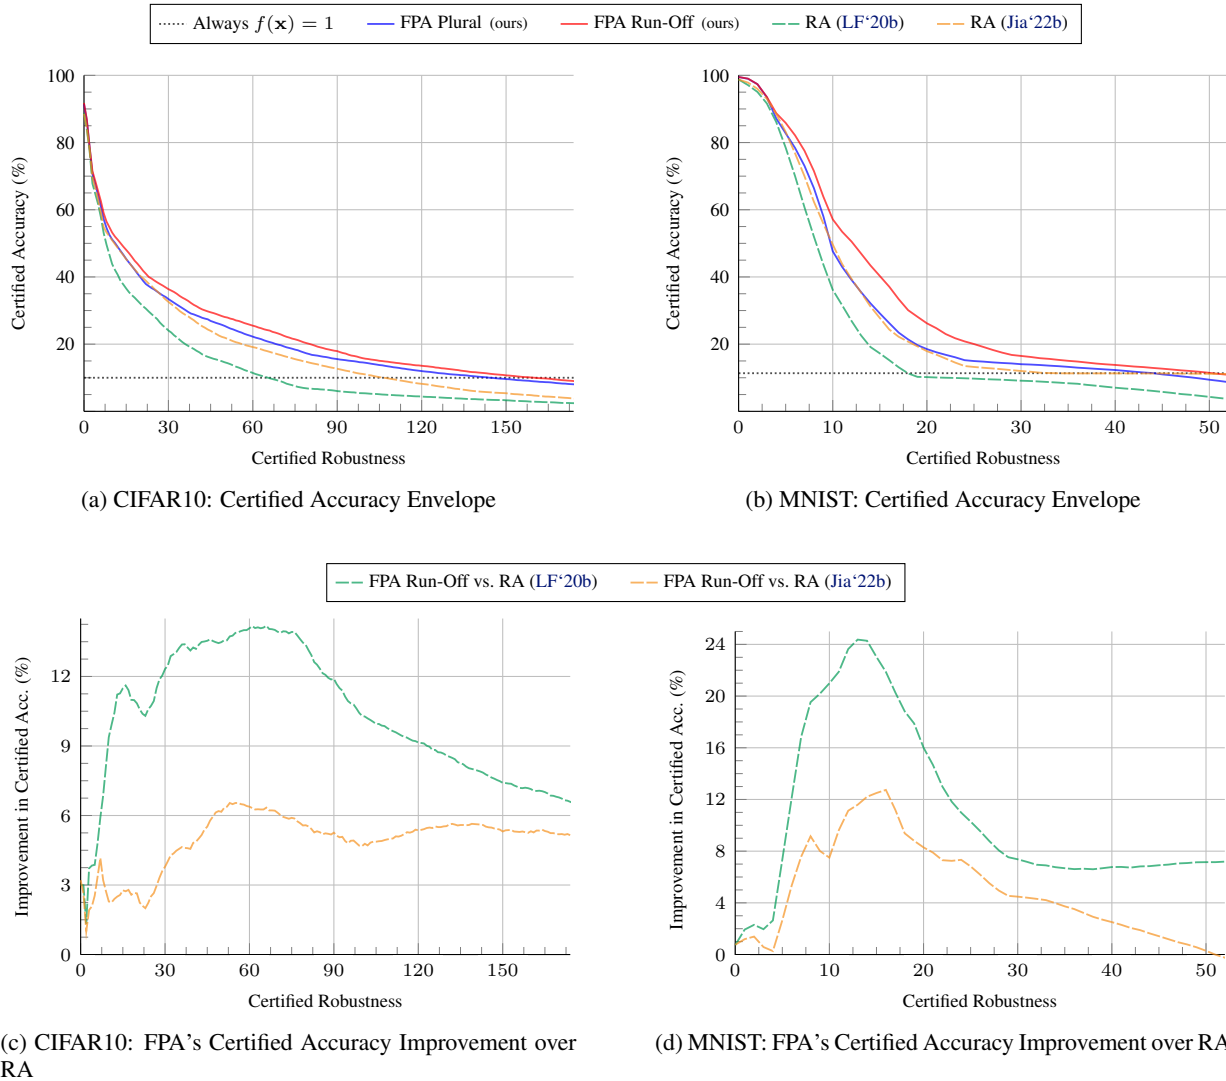 Always f(x) = 1 FPA Plural (ours) FPA Run-Off (ours) RA (LF‘20b) RA (Jia‘22b)
100
80
60
40
20
0 30 60 90 120 150
Certified Accuracy (%)
Certified Robustness
(a) CIFAR10: Certified Accuracy Envelope
100
80
60
40
20
0 10 20 30 40 50
Certified Accuracy (%)
Certified Robustness
(b) MNIST: Certified Accuracy Envelope
FPA Run-Off vs. RA (LF‘20b) FPA Run-Off vs. RA (Jia‘22b)
12
9
6
3
0
0 30 60 90 120 150
Improvement in Certified Acc. (%)
Certified Robustness
(c) CIFAR10: FPA’s Certified Accuracy Improvement over
RA
24
20
16
12
8
4
0
0 10 20 30 40 50
Improvement in Certified Acc. (%)
Certified Robustness
(d) MNIST: FPA’s Certified Accuracy Improvement over RA